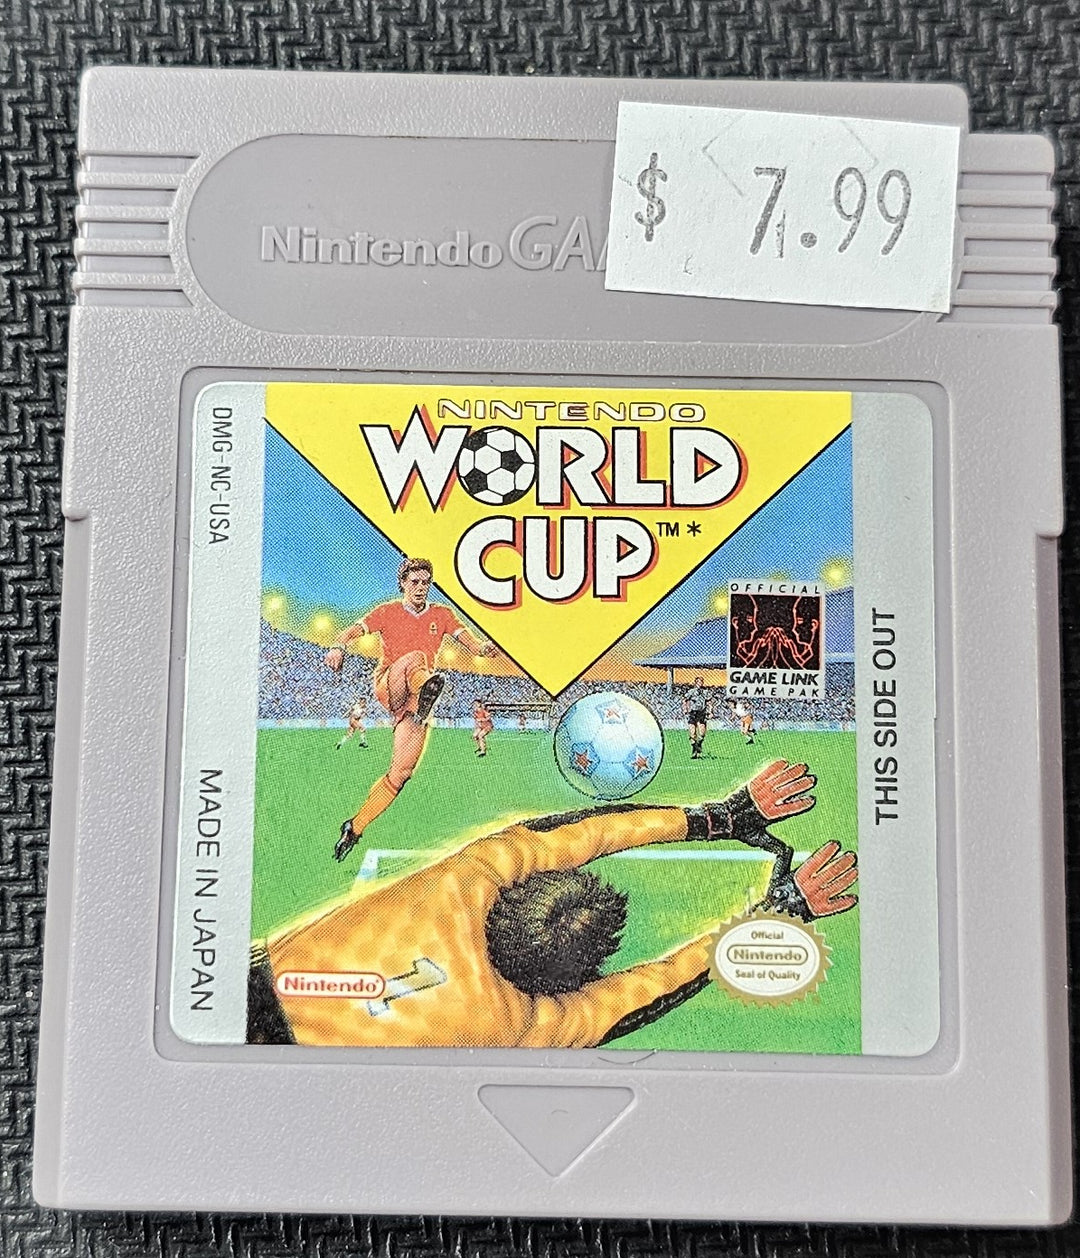 $ 7.99
Nintendo GA
DMG-NC-USA
NINTENDO
WORLD
CUP™*
OFFICIAL
GAME LINK
GAME PAK
THIS SIDE OUT
MADE IN JAPAN
Nintendo®
1
Official
Nintendo
Seal of Quality